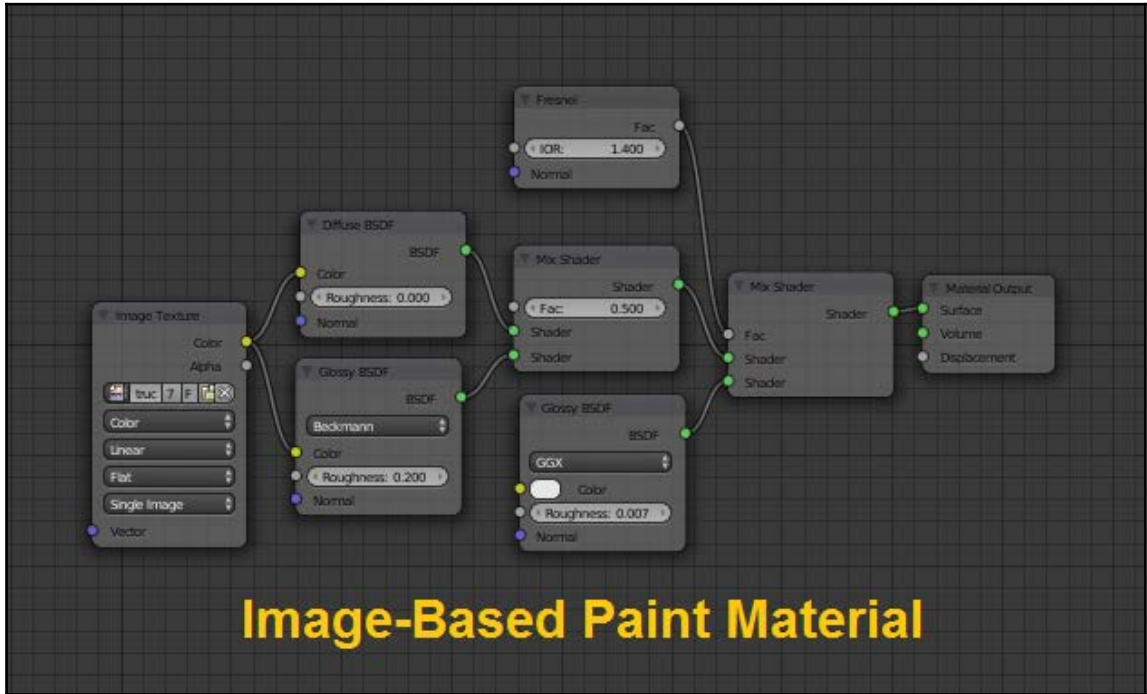 Fresnel
Fac
IOR: 1.400
Normal
Diffuse BSDF
BSDF
Color
Roughness: 0.000
Normal
Mix Shader
Shader
Fac: 0.500
Shader
Shader
Mix Shader
Shader
Fac
Shader
Shader
Material Output
Surface
Volume
Displacement
Image Texture
Color
Alpha
truc 7 F
Color
Linear
Flat
Single Image
Vector
Glossy BSDF
BSDF
Beckmann
Color
Roughness: 0.200
Normal
Glossy BSDF
BSDF
GGX
Color
Roughness: 0.007
Normal
Image-Based Paint Material